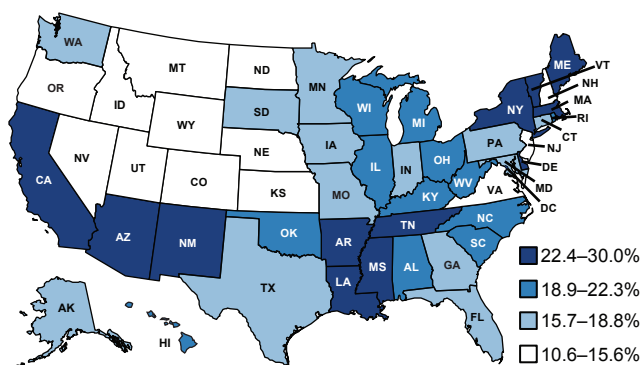 WA
ME
VT
MT
ND
NH
OR
MN
MA
ID
SD
WI
NY
RI
WY
MI
CT
IA
PA
NJ
NE
NV
OH
DE
UT
IL
IN
CA
CO
WV
MD
KS
MO
VA
KY
DC
NC
TN
AZ
OK
NM
AR
SC
MS
AL
GA
22.4–30.0%
LA
TX
18.9–22.3%
AK
FL
15.7–18.8%
HI
10.6–15.6%